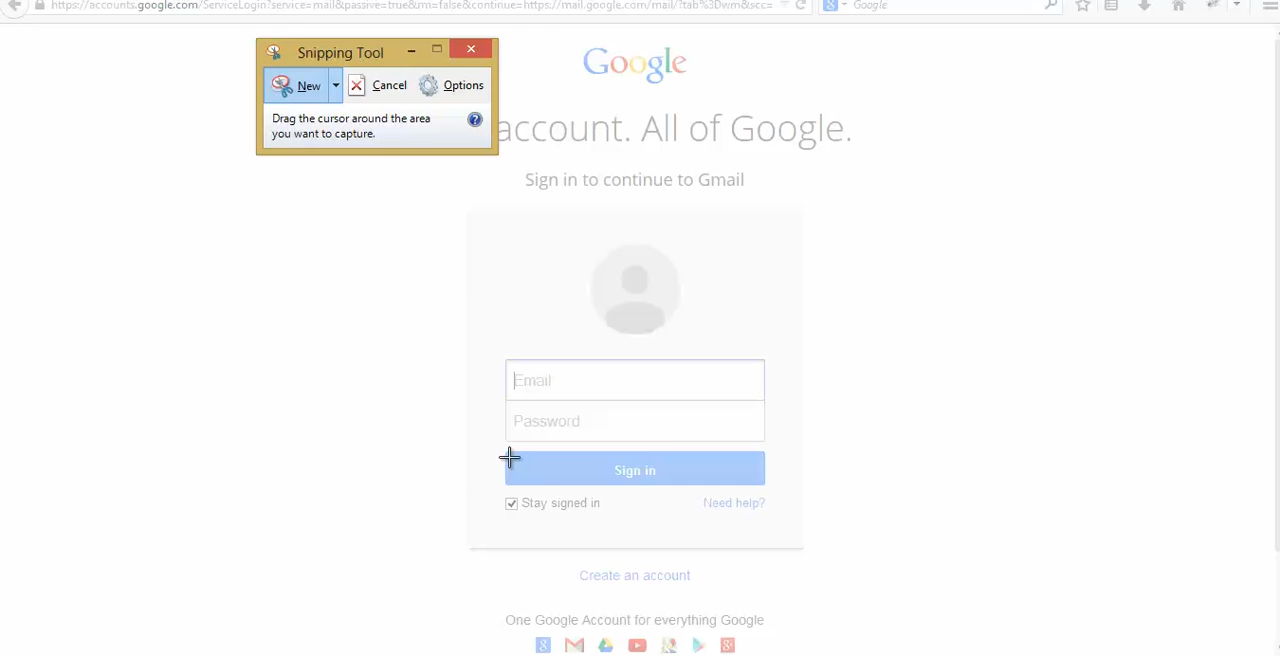 https://accounts.google.com/ServiceLogin?service=mail&passive=true&rm=false&continue=https://mail.google.com/mail/?tab%3Dwm&scc=
Google
Snipping Tool
New
Cancel
Options
Drag the cursor around the area
you want to capture.
Google
account. All of Google.
Sign in to continue to Gmail
Email
Password
Sign in
Stay signed in
Need help?
Create an account
One Google Account for everything Google